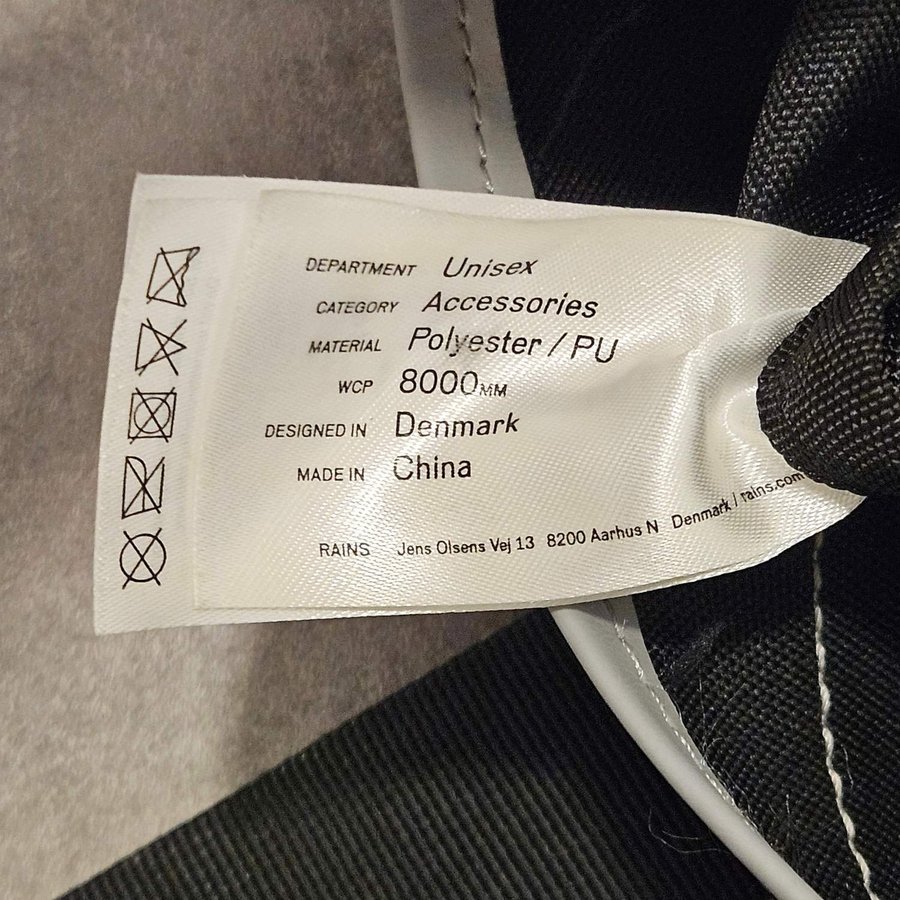 DEPARTMENT Unisex
CATEGORY Accessories
MATERIAL Polyester / PU
WCP 8000MM
DESIGNED IN Denmark
MADE IN China
RAINS Jens Olsens Vej 13 8200 Aarhus N Denmark / rains.com